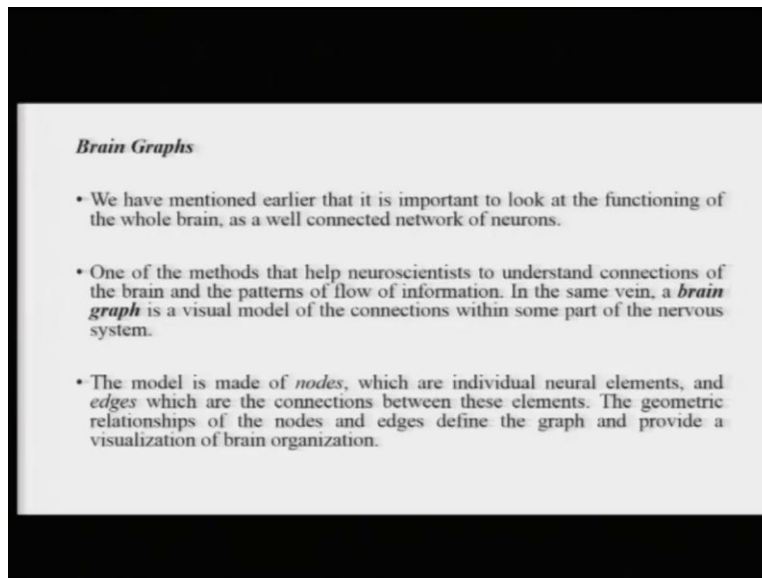 Brain Graphs
• We have mentioned earlier that it is important to look at the functioning of
the whole brain, as a well connected network of neurons.
• One of the methods that help neuroscientists to understand connections of
the brain and the patterns of flow of information. In the same vein, a brain
graph is a visual model of the connections within some part of the nervous
system.
• The model is made of nodes, which are individual neural elements, and
edges which are the connections between these elements. The geometric
relationships of the nodes and edges define the graph and provide a
visualization of brain organization.